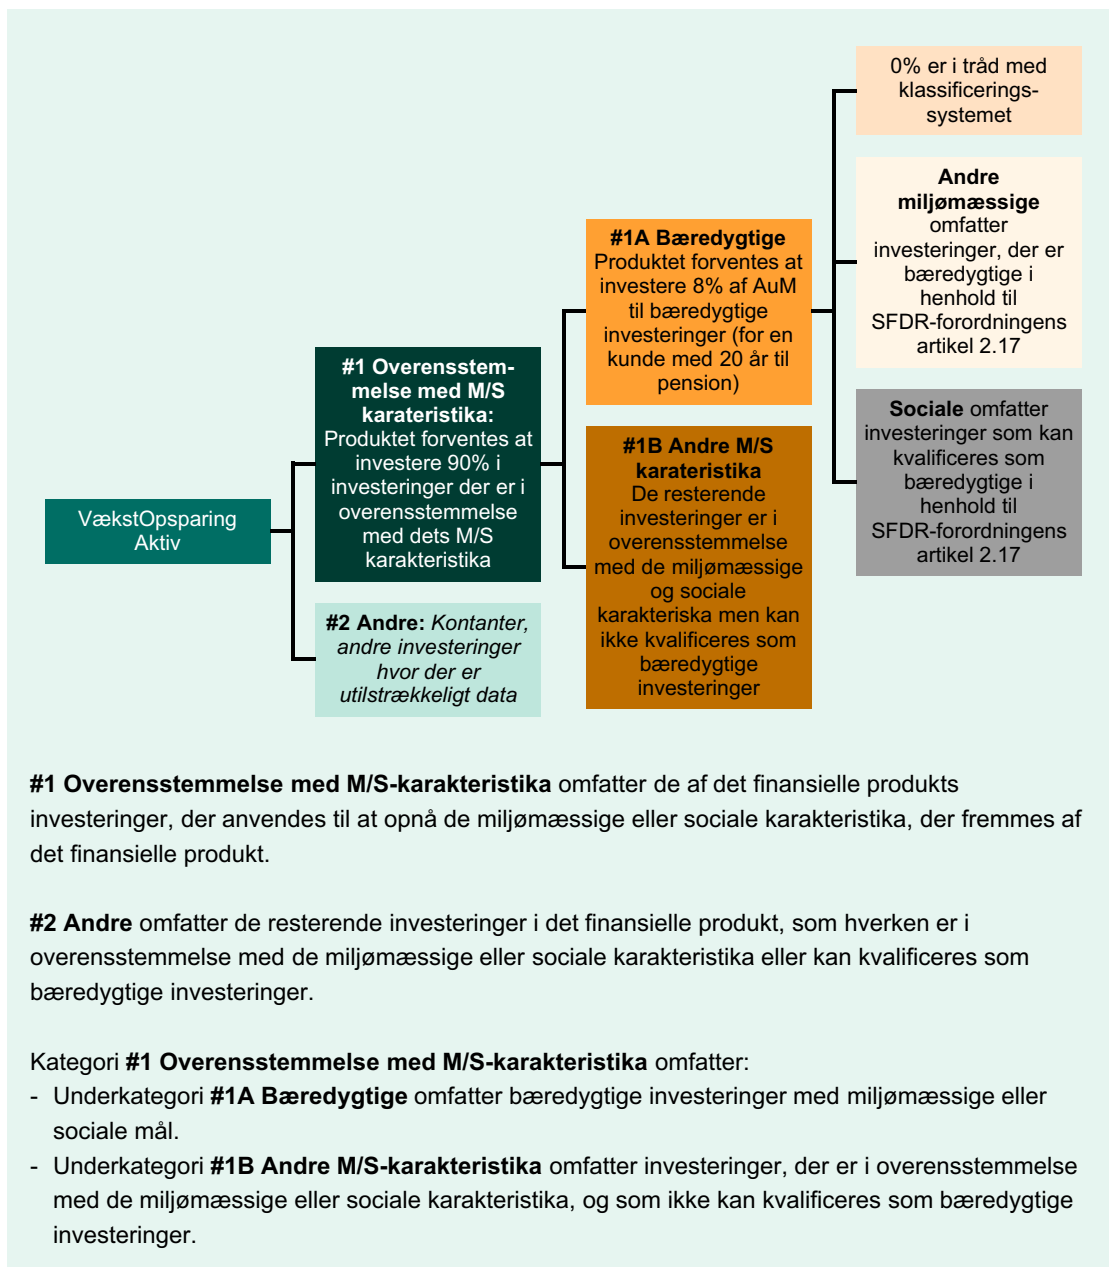 VækstOpsparing
Aktiv
#1 Overensstem-
melse med M/S
karateristika:
Produktet forventes at
investere 90% i
investeringer der er i
overensstemmelse
med dets M/S
karakteristika
#2 Andre: Kontanter,
andre investeringer
hvor der er
utilstrækkeligt data
#1A Bæredygtige
Produktet forventes at
investere 8% af AuM
til bæredygtige
investeringer (for en
kunde med 20 år til
pension)
#1B Andre M/S
karateristika
De resterende
investeringer er i
overensstemmelse
med de miljømæssige
og sociale
karakteriska men kan
ikke kvalificeres som
bæredygtige
investeringer
0% er i tråd med
klassificerings-
systemet
Andre
miljømæssige
omfatter
investeringer, der er
bæredygtige i
henhold til
SFDR-forordningens
artikel 2.17
Sociale omfatter
investeringer som kan
kvalificeres som
bæredygtige i
henhold til
SFDR-forordningens
artikel 2.17
#1 Overensstemmelse med M/S-karakteristika omfatter de af det finansielle produkts
investeringer, der anvendes til at opnå de miljømæssige eller sociale karakteristika, der fremmes af
det finansielle produkt.
#2 Andre omfatter de resterende investeringer i det finansielle produkt, som hverken er i
overensstemmelse med de miljømæssige eller sociale karakteristika eller kan kvalificeres som
bæredygtige investeringer.
Kategori #1 Overensstemmelse med M/S-karakteristika omfatter:
- Underkategori #1A Bæredygtige omfatter bæredygtige investeringer med miljømæssige eller
sociale mål.
- Underkategori #1B Andre M/S-karakteristika omfatter investeringer, der er i overensstemmelse
med de miljømæssige eller sociale karakteristika, og som ikke kan kvalificeres som bæredygtige
investeringer.